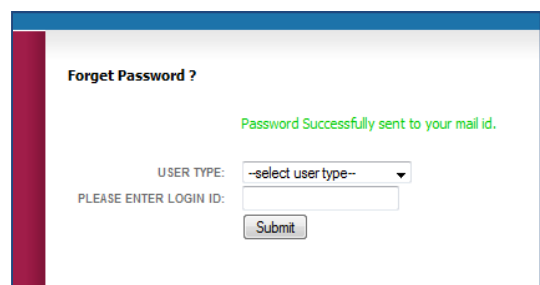 Forget Password ?
Password Successfully sent to your mail id.
USER TYPE: --select user type--
PLEASE ENTER LOGIN ID:
Submit